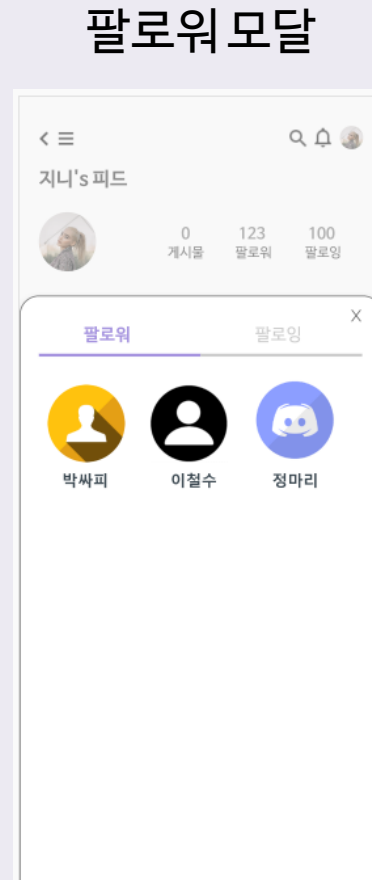 팔로워 모달
지니's 피드
0 123 100
게시물 팔로워 팔로잉
X
팔로워 팔로잉
박싸피 이철수 정마리